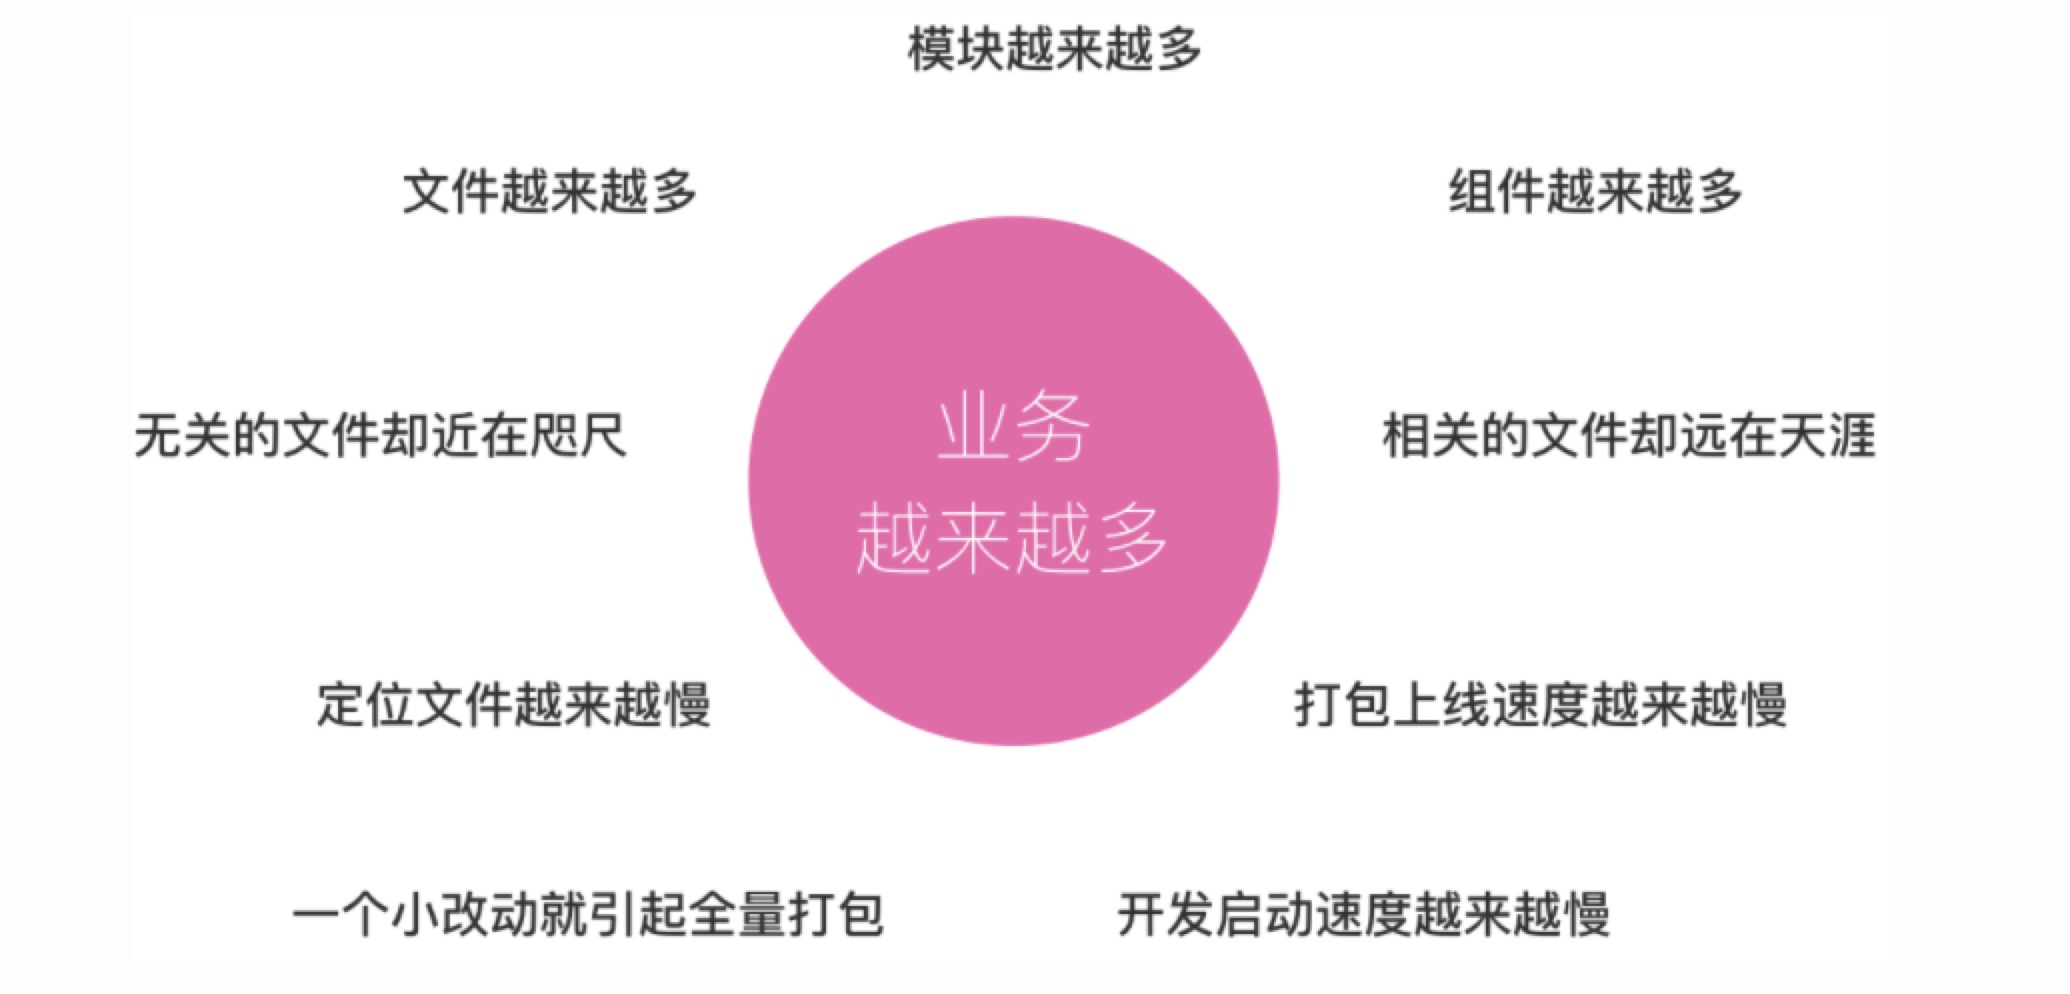 模块越来越多
文件越来越多
组件越来越多
无关的文件却近在咫尺
业务
越来越多
相关的文件却远在天涯
定位文件越来越慢
打包上线速度越来越慢
一个小改动就引起全量打包
开发启动速度越来越慢